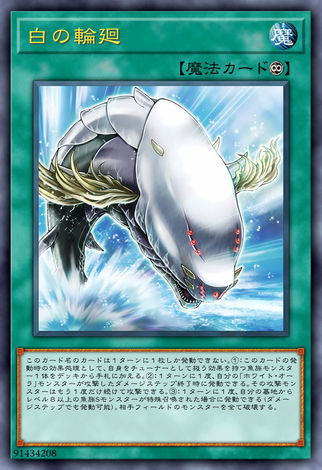 白の輪廻
魔
【魔法カード】
このカード名のカードは1ターンに1枚しか発動できない。①:このカードの発
動時の効果処理として、自身をチューナーとして扱う効果を持つ魚族モンスタ
ー1体をデッキから手札に加える。②:1ターンに1度、自分の「ホワイト・オー
ラ」モンスターが攻撃したダメージステップ終了時に発動できる。その攻撃モン
スターはもう1度だけ続けて攻撃できる。③:1ターンに1度、自分の墓地から
レベル8以上の魚族Sモンスターが特殊召喚された場合に発動できる(ダメー
ジステップでも発動可能)。相手フィールドのモンスターを全て破壊する。
91434208